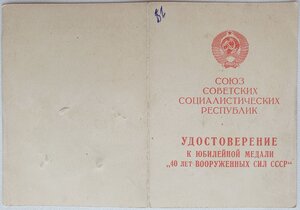 СОЮЗ
СОВЕТСКИХ
СОЦИАЛИСТИЧЕСКИХ
РЕСПУБЛИК
УДОСТОВЕРЕНИЕ
К ЮБИЛЕЙНОЙ МЕДАЛИ
„40 ЛЕТ ВООРУЖЕННЫХ СИЛ СССР“